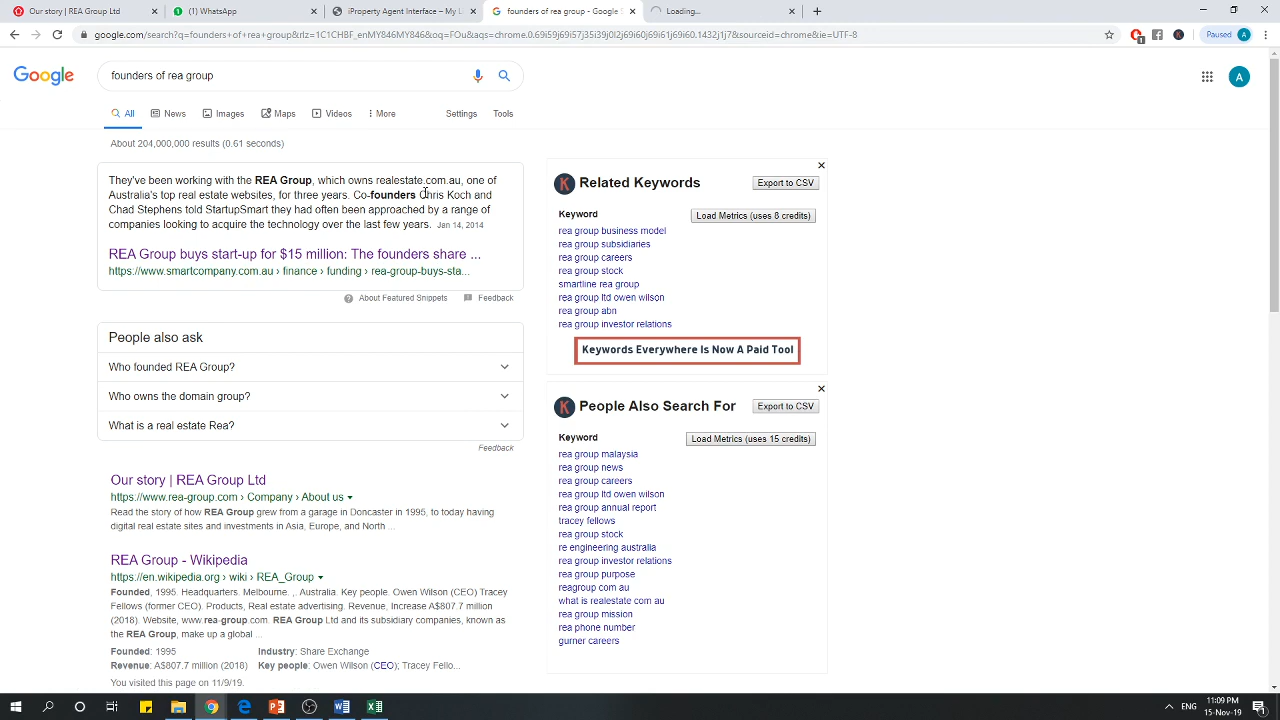 Our story | REA Group Ltd
(1) WhatsApp
iProperty Agent Interface – My Li
founders of rea group - Google S
Loading...
google.com/search?q=founders+of+rea+group&rlz=1C1CHBF_enMY846MY846&oq=FOu&aqs=chrome.0.69i59j69i57j35i39j0l2j69i60j69i61j69i60.1432j1j7&sourceid=chrome&ie=UTF-8
1
Paused
A
Google
founders of rea group
A
All
News
Images
Maps
Videos
More
Settings
Tools
About 204,000,000 results (0.61 seconds)
They've been working with the REA Group, which owns realestate.com.au, one of
Australia's top real estate websites, for three years. Co-founders Chris Koch and
Chad Stephens told StartupSmart they had often been approached by a range of
companies looking to acquire the technology over the last few years. Jan 14, 2014
REA Group buys start-up for $15 million: The founders share ...
https://www.smartcompany.com.au › finance › funding › rea-group-buys-sta...
About Featured Snippets
Feedback
People also ask
Who founded REA Group?
Who owns the domain group?
What is a real estate Rea?
Feedback
Our story | REA Group Ltd
https://www.rea-group.com › Company › About us
Read the story of how REA Group grew from a garage in Doncaster in 1995, to today having
digital real estate sites and investments in Asia, Europe, and North ...
REA Group - Wikipedia
https://en.wikipedia.org › wiki › REA_Group
Founded, 1995. Headquarters. Melbourne. ,. Australia. Key people. Owen Wilson (CEO) Tracey
Fellows (former CEO). Products, Real estate advertising. Revenue, Increase A$807.7 million
(2018). Website, www.rea-group.com. REA Group Ltd and its subsidiary companies, known as
the REA Group, make up a global ...
Founded: 1995
Industry: Share Exchange
Revenue: A$807.7 million (2018)
Key people: Owen Wilson (CEO); Tracey Fello...
You visited this page on 11/9/19.
K
Related Keywords
Export to CSV
Keyword
Load Metrics (uses 8 credits)
rea group business model
rea group subsidiaries
rea group careers
rea group stock
smartline rea group
rea group ltd owen wilson
rea group abn
rea group investor relations
Keywords Everywhere Is Now A Paid Tool
K
People Also Search For
Export to CSV
Keyword
Load Metrics (uses 15 credits)
rea group malaysia
rea group news
rea group careers
rea group ltd owen wilson
rea group annual report
tracey fellows
rea group stock
re engineering australia
rea group investor relations
rea group purpose
reagroup com au
what is realestate com au
rea group mission
rea phone number
gurner careers
ENG
11:09 PM
15-Nov-19
1